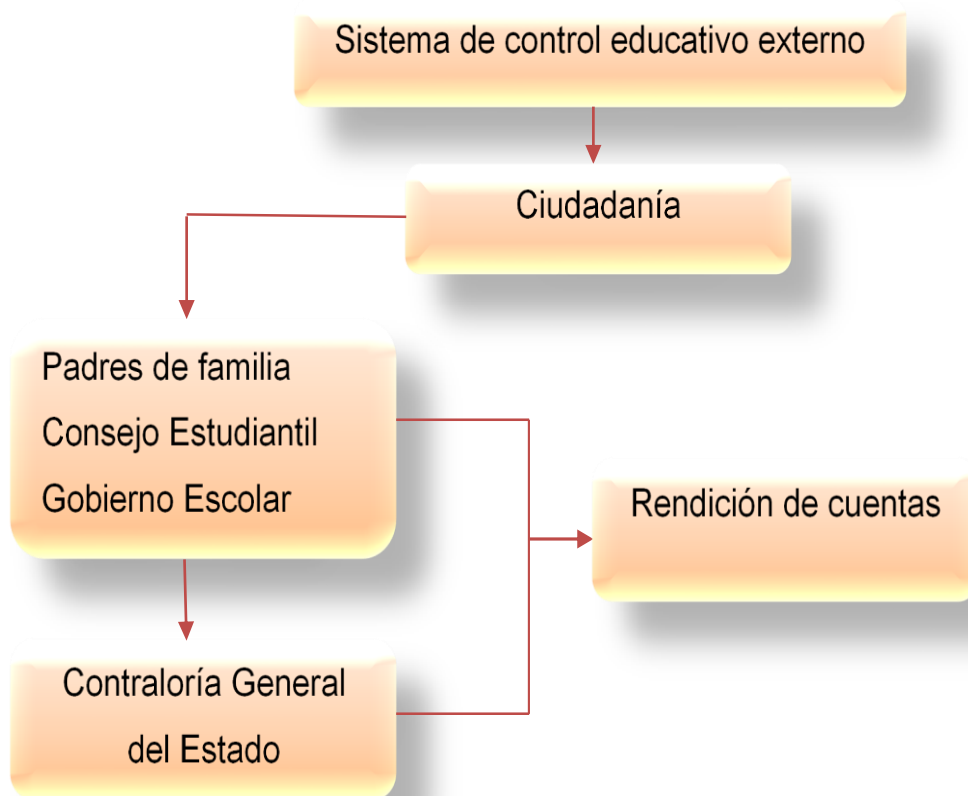 Sistema de control educativo externo
Ciudadanía
Padres de familia
Consejo Estudiantil
Gobierno Escolar
Rendición de cuentas
Contraloría General
del Estado